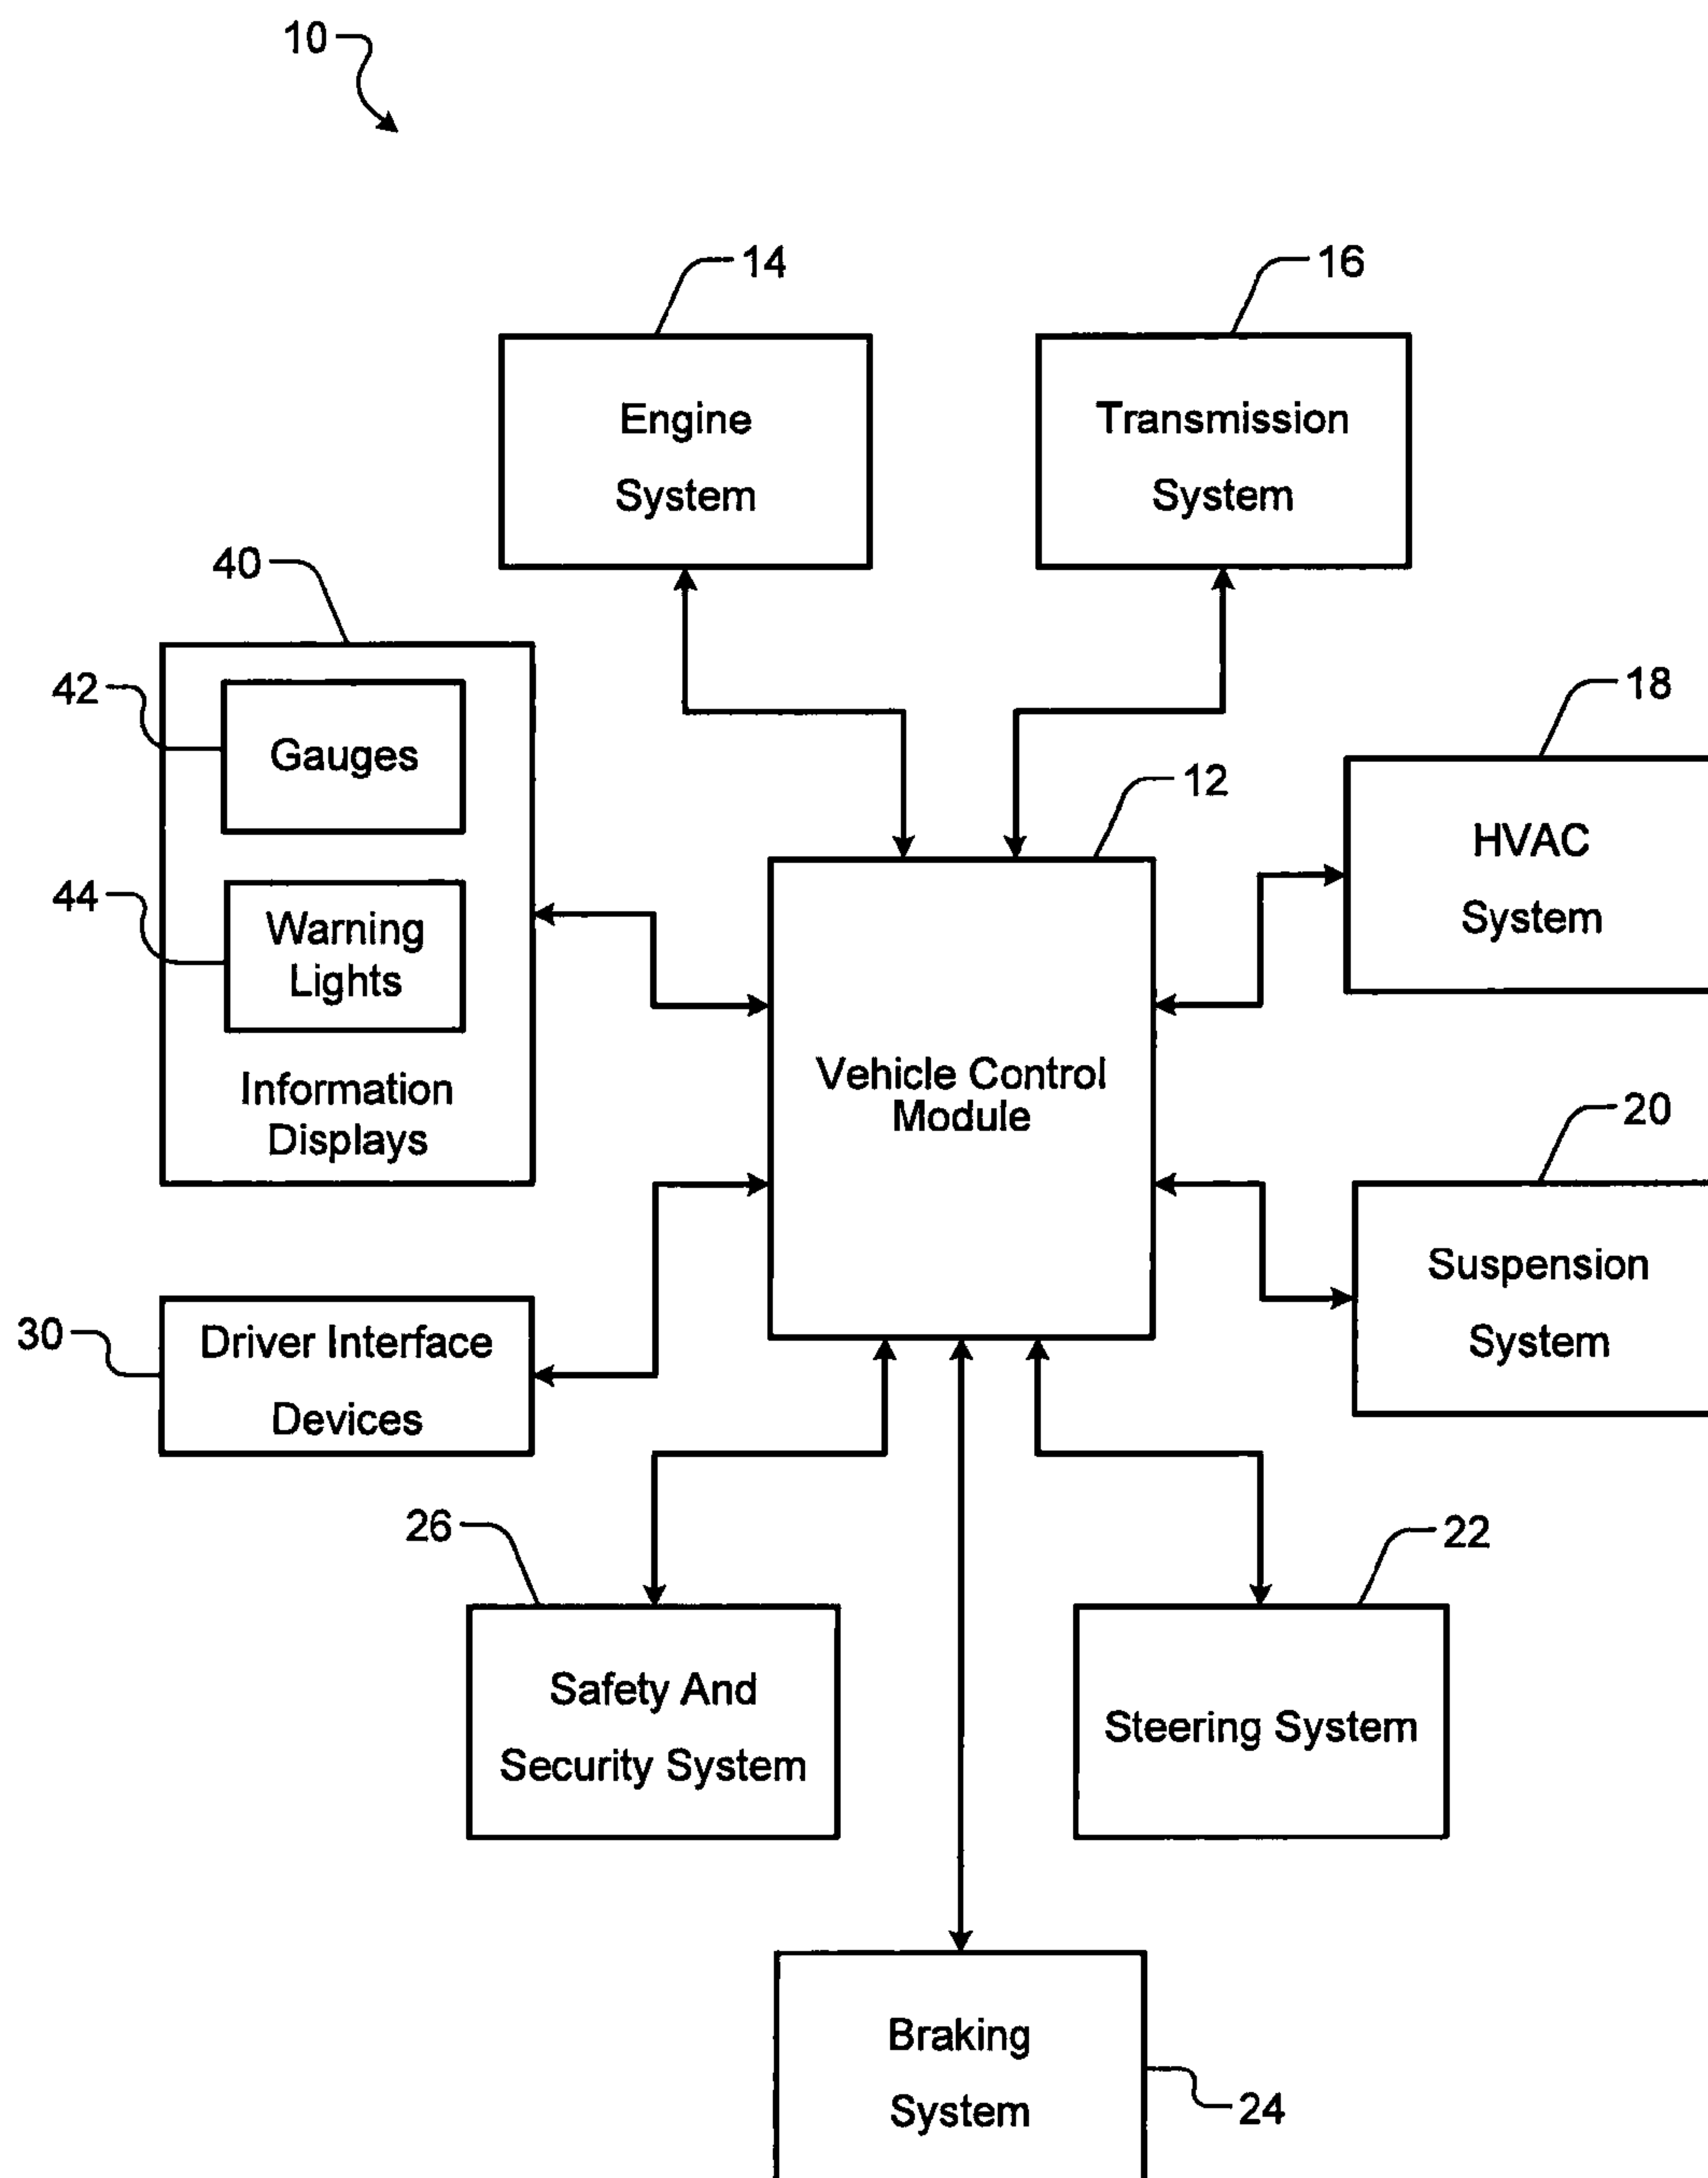 10
14
16
Engine
System
Transmission
System
40
42
Gauges
18
12
HVAC
System
44
Warning
Lights
Information
Displays
Vehicle Control
Module
20
Suspension
System
30
Driver Interface
Devices
26
22
Safety And
Security System
Steering System
Braking
System
24